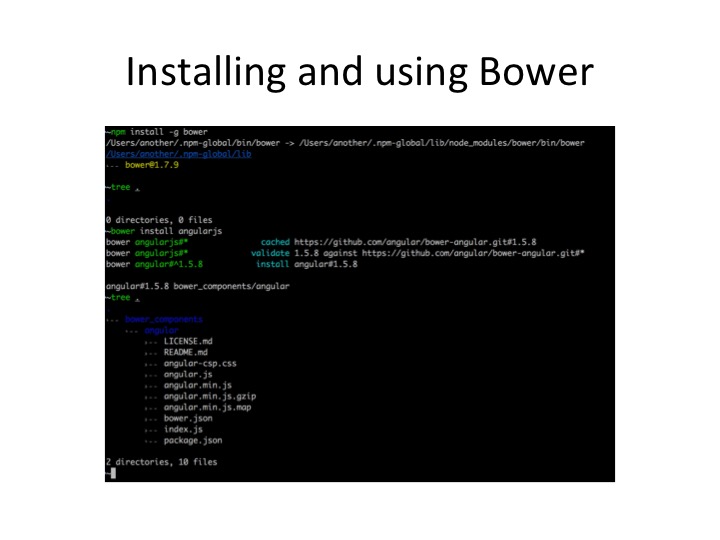 Installing and using Bower
~npm install -g bower
/Users/another/.npm-global/bin/bower -> /Users/another/.npm-global/lib/node_modules/bower/bin/bower
/Users/another/.npm-global/lib
... bower@1.7.9
~tree .
0 directories, 0 files
~bower install angularjs
bower angularjs#* cached https://github.com/angular/bower-angular.git#1.5.8
bower angularjs#* validate 1.5.8 against https://github.com/angular/bower-angular.git#*
bower angular#^1.5.8 install angular#1.5.8
angular#1.5.8 bower_components/angular
~tree .
... bower_components
... angular
... LICENSE.md
... README.md
... angular-csp.css
... angular.js
... angular.min.js
... angular.min.js.gzip
... angular.min.js.map
... bower.json
... index.js
... package.json
2 directories, 10 files
~